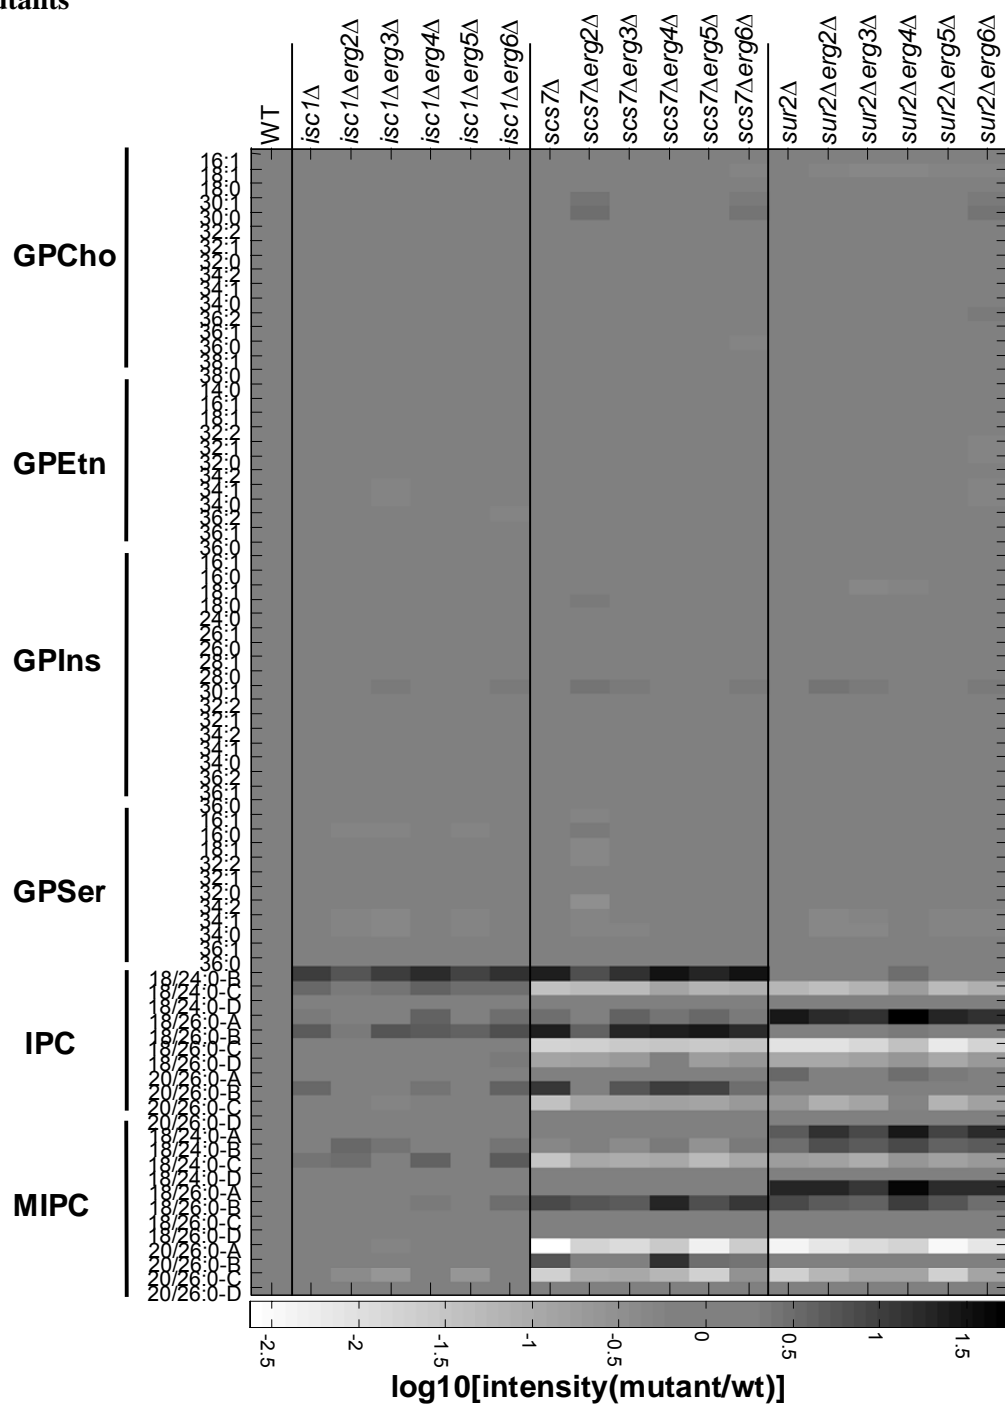 utants
WT
isc1Δ
isc1Δerg2Δ
isc1Δerg3Δ
isc1Δerg4Δ
isc1Δerg5Δ
isc1Δerg6Δ
scs7Δ
scs7Δerg2Δ
scs7Δerg3Δ
scs7Δerg4Δ
scs7Δerg5Δ
scs7Δerg6Δ
sur2Δ
sur2Δerg2Δ
sur2Δerg3Δ
sur2Δerg4Δ
sur2Δerg5Δ
sur2Δerg6Δ
GPCho
16:1
18:1
18:0
30:1
30:0
32:2
32:1
32:0
34:2
34:1
34:0
36:2
36:1
36:0
38:1
38:0
GPEtn
14:0
16:1
18:1
32:2
32:1
32:0
34:2
34:1
34:0
36:2
36:1
36:0
GPIns
16:1
16:0
18:1
18:0
24:0
26:1
26:0
28:1
28:0
30:1
32:2
32:1
34:2
34:1
34:0
36:2
36:1
36:0
GPSer
16:1
16:0
18:1
32:2
32:1
32:0
34:2
34:1
34:0
36:1
36:0
IPC
18/24:0-B
18/24:0-C
18/24:0-D
18/26:0-A
18/26:0-B
18/26:0-C
18/26:0-D
20/26:0-A
20/26:0-B
20/26:0-C
20/26:0-D
MIPC
18/24:0-A
18/24:0-B
18/24:0-C
18/24:0-D
18/26:0-A
18/26:0-B
18/26:0-C
18/26:0-D
20/26:0-A
20/26:0-B
20/26:0-C
20/26:0-D
-2.5
-2
-1.5
-1
-0.5
0
0.5
1
1.5
log10[intensity(mutant/wt)]